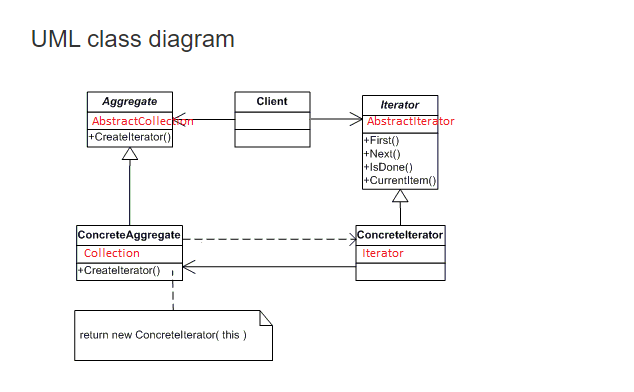 UML class diagram
Aggregate
AbstractCollection
+CreateIterator()
Client
Iterator
AbstractIterator
+First()
+Next()
+IsDone()
+CurrentItem()
ConcreteAggregate
Collection
+CreateIterator()
ConcreteIterator
Iterator
return new ConcreteIterator( this )